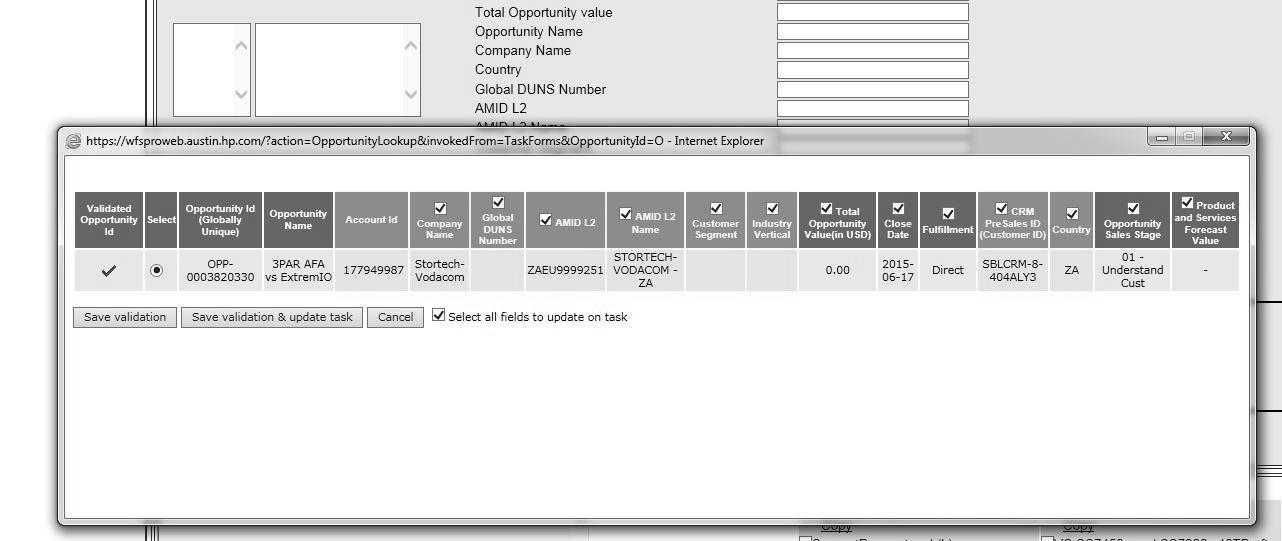 Total Opportunity value
Opportunity Name
Company Name
Country
Global DUNS Number
AMID L2
AMID L2 Name
https://wfsproweb.austin.hp.com/?action=OpportunityLookup&invokedFrom=TaskForms&OpportunityId=O - Internet Explorer
Validated Opportunity Id
Select
Opportunity Id (Globally Unique)
Opportunity Name
Account Id
Company Name
Global DUNS Number
AMID L2
AMID L2 Name
Customer Segment
Industry Vertical
Total Opportunity Value(in USD)
Close Date
Fulfillment
CRM PreSales ID (Customer ID)
Country
Opportunity Sales Stage
Product and Services Forecast Value
OPP-0003820330
3PAR AFA vs ExtremIO
177949987
Stortech-Vodacom
ZAEU9999251
STORTECH-VODACOM - ZA
0.00
2015-06-17
Direct
SBLCRM-8-404ALY3
ZA
01 - Understand Cust
-
Save validation
Save validation & update task
Cancel
Select all fields to update on task
Copy
Copy